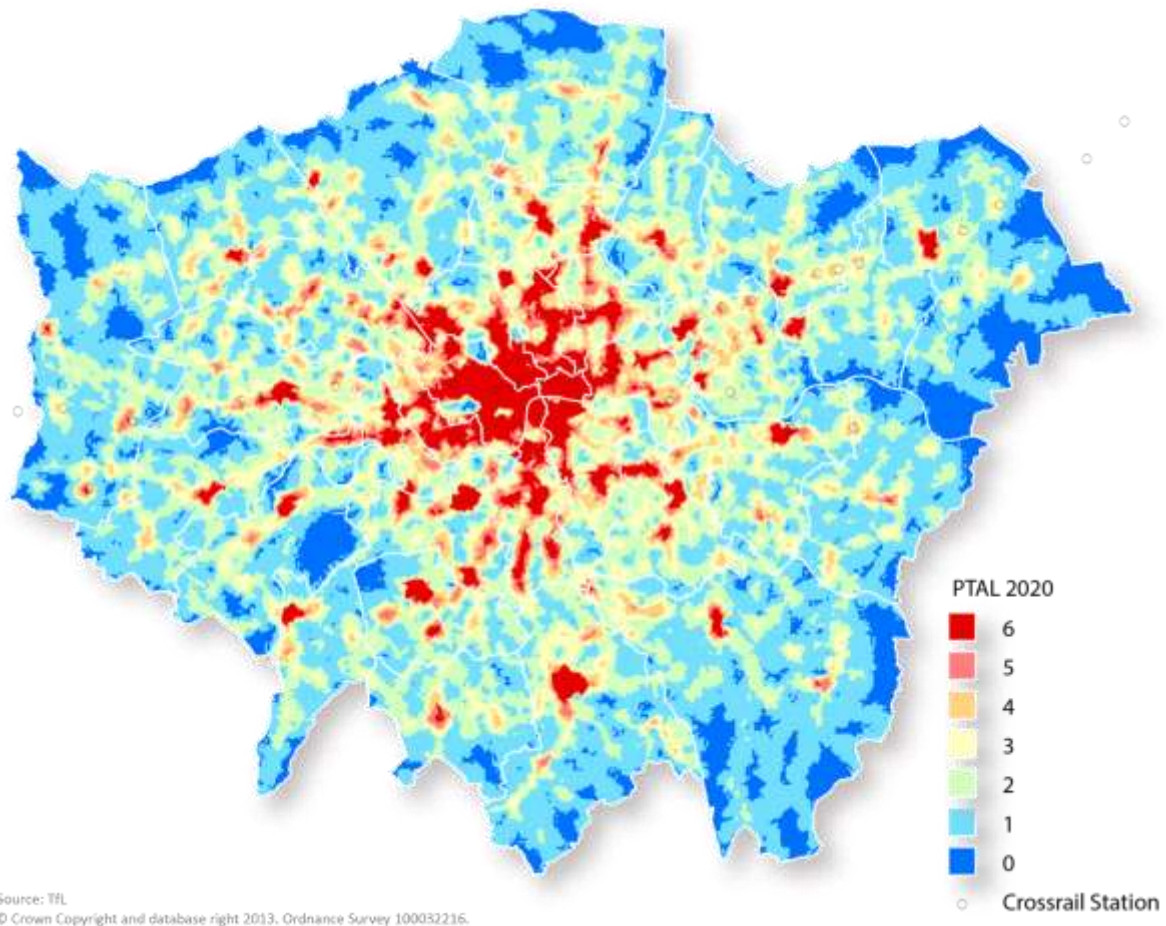 PTAL 2020
6
5
4
3
2
1
0
Crossrail Station
Source: TfL
© Crown Copyright and database right 2013. Ordnance Survey 100032216.